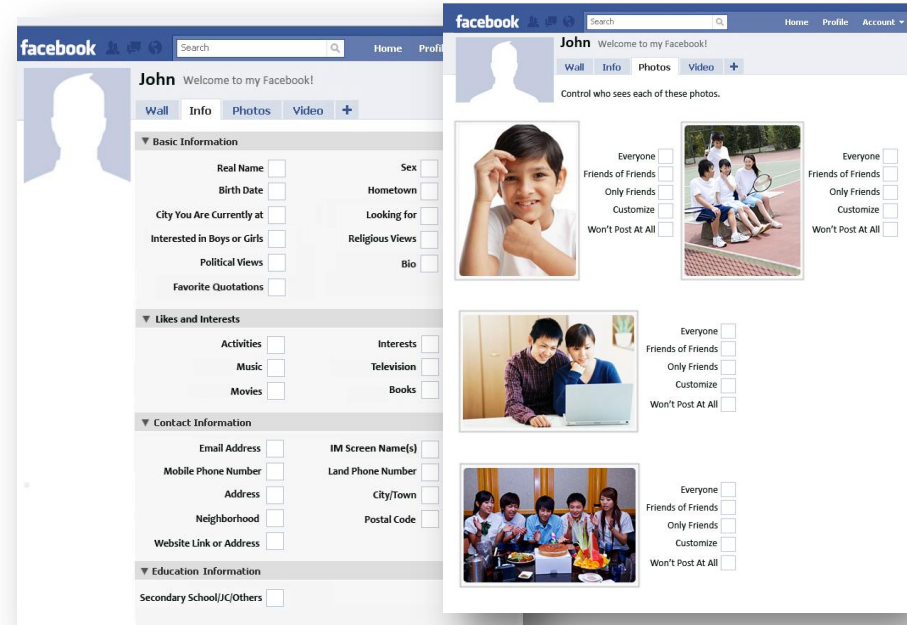 facebook
Search
Home Profil
John Welcome to my Facebook!
Wall Info Photos Video +
Basic Information
Real Name
Sex
Birth Date
Hometown
City You Are Currently at
Looking for
Interested in Boys or Girls
Religious Views
Political Views
Bio
Favorite Quotations
Likes and Interests
Activities
Interests
Music
Television
Movies
Books
Contact Information
Email Address
IM Screen Name(s)
Mobile Phone Number
Land Phone Number
Address
City/Town
Neighborhood
Postal Code
Website Link or Address
Education Information
Secondary School/JC/Others
facebook
Search
Home Profile Account
John Welcome to my Facebook!
Wall Info Photos Video +
Control who sees each of these photos.
Everyone
Friends of Friends
Only Friends
Customize
Won't Post At All
Everyone
Friends of Friends
Only Friends
Customize
Won't Post At All
Everyone
Friends of Friends
Only Friends
Customize
Won't Post At All
Everyone
Friends of Friends
Only Friends
Customize
Won't Post At All